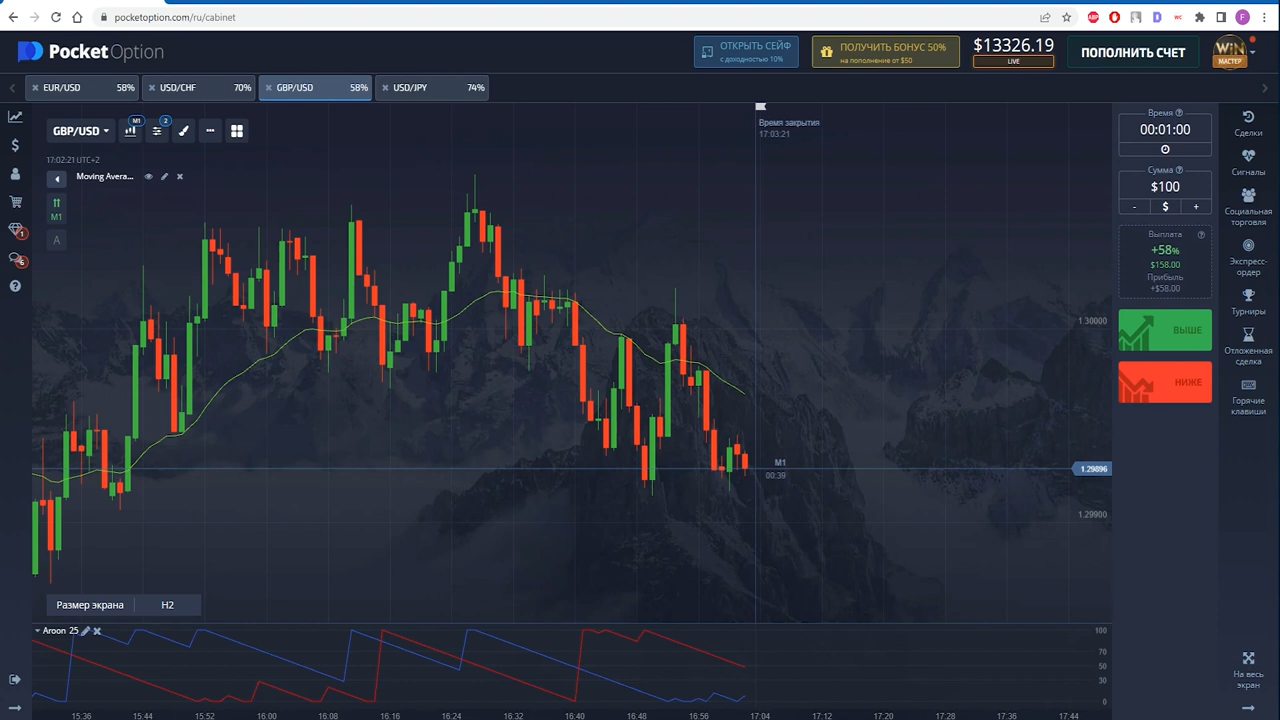 pocketoption.com/ru/cabinet
PocketOption
ОТКРЫТЬ СЕЙФ
с доходностью 10%
ПОЛУЧИТЬ БОНУС 50%
на пополнение от $50
$13326.19
LIVE
ПОПОЛНИТЬ СЧЕТ
WIN
МАСТЕР
EUR/USD 58%
USD/CHF 70%
GBP/USD 58%
USD/JPY 74%
GBP/USD
M1
2
17:02:21 UTC+2
Moving Avera...
M1
A
Время закрытия
17:03:21
M1
00:39
1.30000
1.29896
1.29900
Размер экрана H2
Aroon 25
100
70
50
30
0
15:36 15:44 15:52 16:00 16:08 16:16 16:24 16:32 16:40 16:48 16:56 17:04 17:12 17:20 17:28 17:36 17:44
Время
00:01:00
Сумма
$100
- $ +
Выплата
+58%
$158.00
Прибыль
+$58.00
ВЫШЕ
НИЖЕ
Сделки
Сигналы
Социальная
торговля
Экспресс-
ордер
Турниры
Отложенная
сделка
Горячие
клавиши
На весь
экран